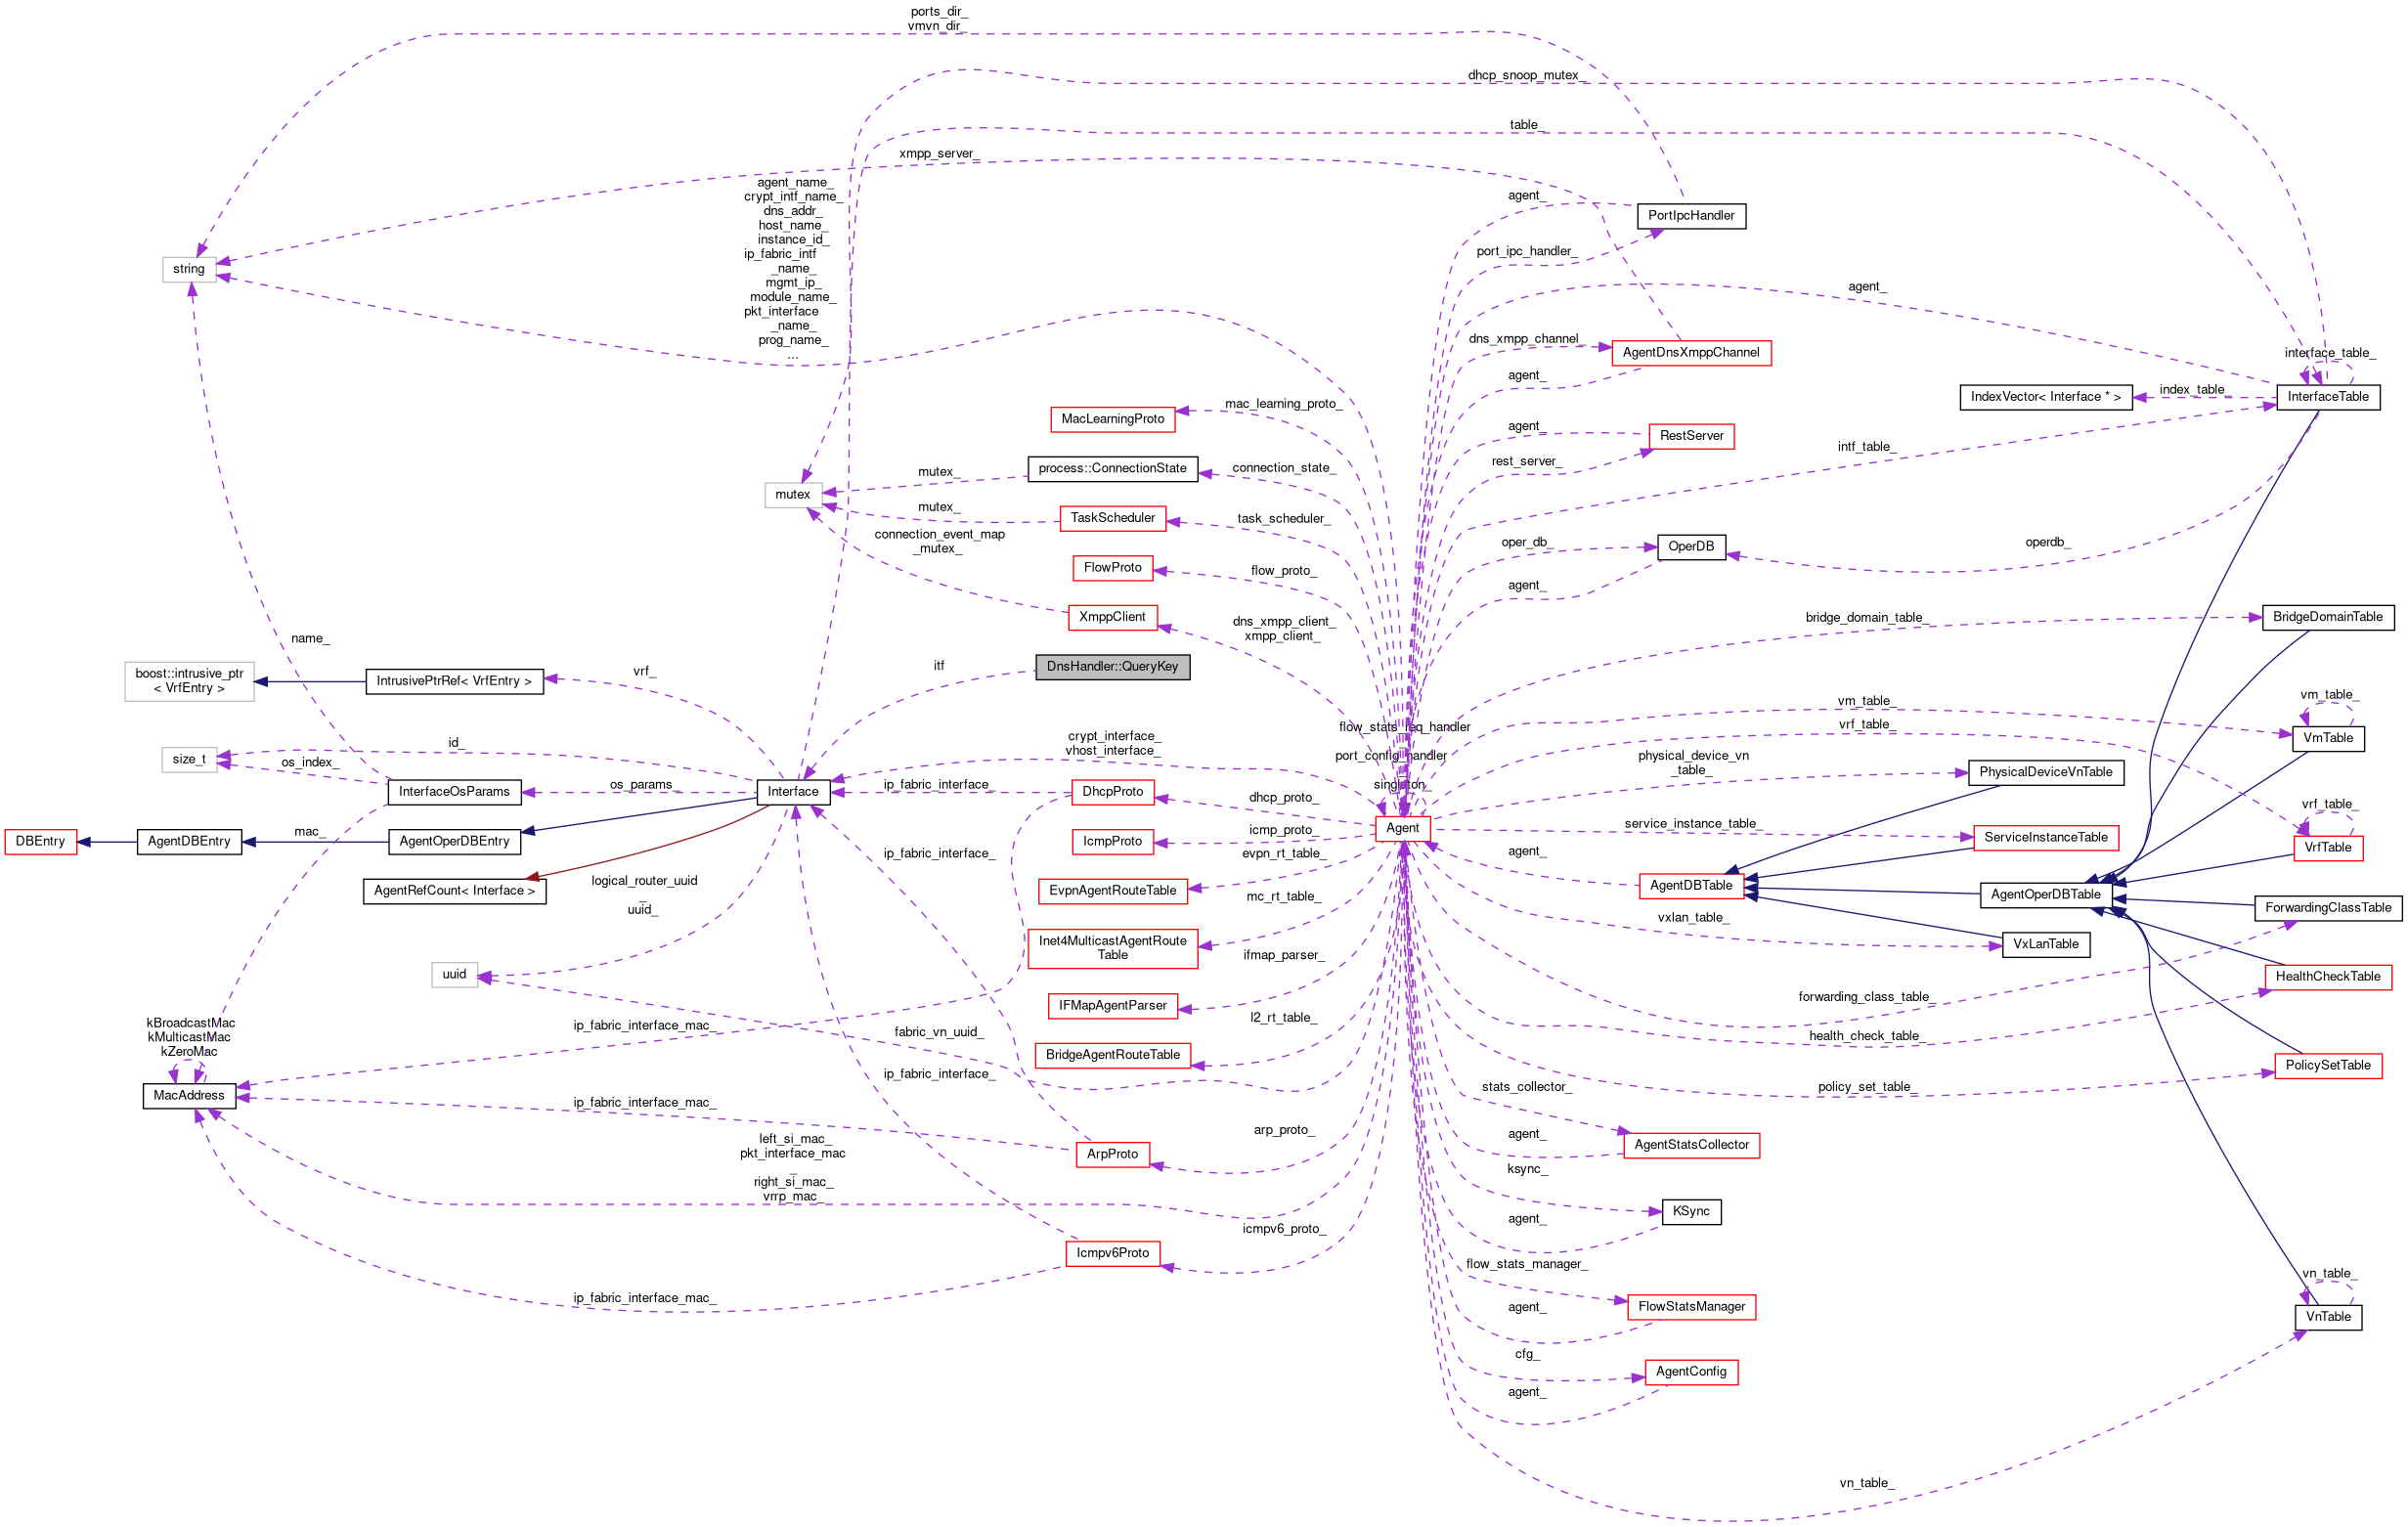 ports_dir_
vmvn_dir_
dhcp_snoop_mutex_
table_
xmpp_server_
agent_name_
crypt_intf_name_
dns_addr_
host_name_
instance_id_
ip_fabric_intf
_name_
mgmt_ip_
module_name_
pkt_interface
_name_
prog_name_
...
agent_
PortIpcHandler
port_ipc_handler_
string
agent_
dns_xmpp_channel_
AgentDnsXmppChannel
interface_table_
agent_
index_table_
IndexVector< Interface * >
InterfaceTable
mac_learning_proto_
MacLearningProto
agent_
RestServer
intf_table_
rest_server_
process::ConnectionState
connection_state_
mutex_
mutex
mutex_
TaskScheduler
task_scheduler_
connection_event_map
_mutex_
oper_db_
OperDB
operdb_
FlowProto
flow_proto_
agent_
XmppClient
dns_xmpp_client_
xmpp_client_
bridge_domain_table_
BridgeDomainTable
name_
boost::intrusive_ptr
< VrfEntry >
IntrusivePtrRef< VrfEntry >
vrf_
itf
DnsHandler::QueryKey
vm_table_
vm_table_
vrf_table_
flow_stats_req_handler
port_config_handler
singleton_
VmTable
crypt_interface_
vhost_interface_
id_
size_t
os_index_
physical_device_vn
_table_
PhysicalDeviceVnTable
InterfaceOsParams
os_params_
Interface
ip_fabric_interface_
DhcpProto
dhcp_proto_
vrf_table_
Agent
service_instance_table_
ServiceInstanceTable
VrfTable
DBEntry
AgentDBEntry
mac_
AgentOperDBEntry
IcmpProto
icmp_proto_
ip_fabric_interface_
evpn_rt_table_
agent_
AgentDBTable
AgentOperDBTable
AgentRefCount< Interface >
logical_router_uuid
_
uuid_
EvpnAgentRouteTable
mc_rt_table_
ForwardingClassTable
vxlan_table_
VxLanTable
Inet4MulticastAgentRoute
Table
ifmap_parser_
uuid
HealthCheckTable
IFMapAgentParser
forwarding_class_table_
l2_rt_table_
kBroadcastMac
kMulticastMac
kZeroMac
ip_fabric_interface_mac_
fabric_vn_uuid_
health_check_table_
BridgeAgentRouteTable
PolicySetTable
ip_fabric_interface_
stats_collector_
policy_set_table_
MacAddress
ip_fabric_interface_mac_
left_si_mac_
pkt_interface_mac
_
right_si_mac_
vrrp_mac_
arp_proto_
ArpProto
agent_
AgentStatsCollector
ksync_
KSync
agent_
icmpv6_proto_
Icmpv6Proto
flow_stats_manager_
vn_table_
ip_fabric_interface_mac_
FlowStatsManager
agent_
VnTable
cfg_
AgentConfig
agent_
vn_table_